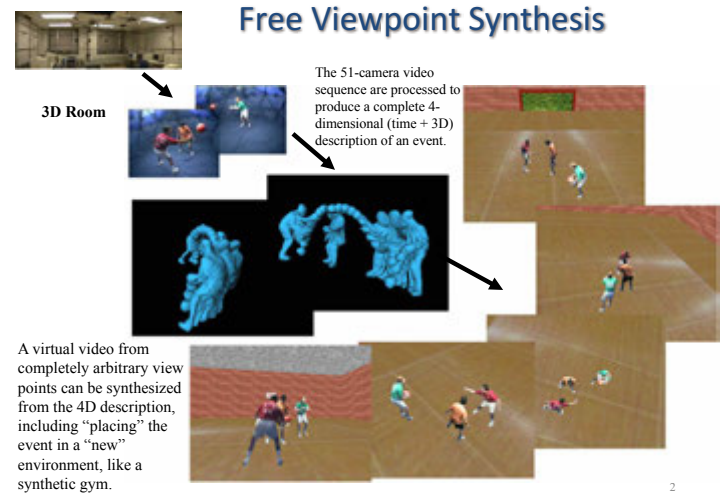 Free Viewpoint Synthesis
The 51-camera video
sequence are processed to
produce a complete 4-
dimensional (time + 3D)
description of an event.
3D Room
A virtual video from
completely arbitrary view
points can be synthesized
from the 4D description,
including “placing” the
event in a “new”
environment, like a
synthetic gym.
2